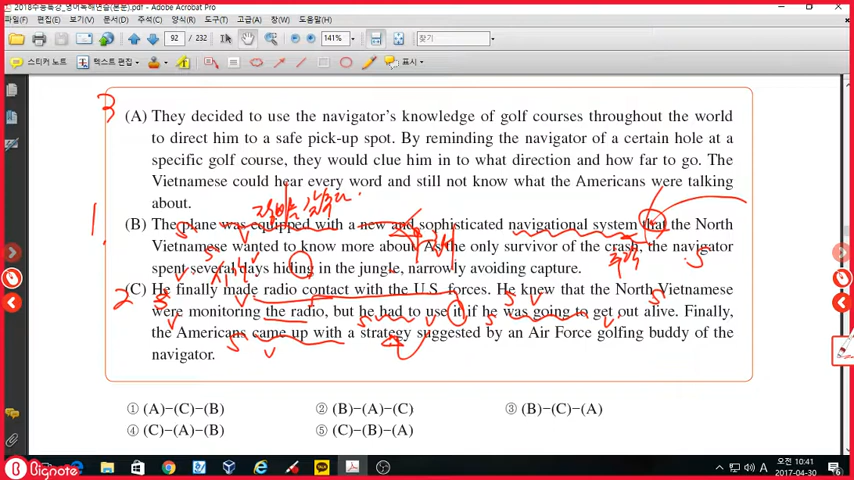 2018수능특강_영어독해연습(본문).pdf - Adobe Acrobat Pro
파일(F) 편집(E) 보기(V) 문서(D) 주석(C) 양식(R) 도구(T) 고급(A) 창(W) 도움말(H)
92 / 232 141% 찾기
스티커 노트 텍스트 편집 표시
3
(A) They decided to use the navigator's knowledge of golf courses throughout the world
to direct him to a safe pick-up spot. By reminding the navigator of a certain hole at a
specific golf course, they would clue him in to what direction and how far to go. The
Vietnamese could hear every word and still not know what the Americans were talking
about.
1.
(B) The plane was equipped with a new and sophisticated navigational system that the North
Vietnamese wanted to know more about. As the only survivor of the crash, the navigator
spent several days hiding in the jungle, narrowly avoiding capture.
2
(C) He finally made radio contact with the U.S. forces. He knew that the North Vietnamese
were monitoring the radio, but he had to use it if he was going to get out alive. Finally,
the Americans came up with a strategy suggested by an Air Force golfing buddy of the
navigator.
① (A)−(C)−(B) ② (B)−(A)−(C) ③ (B)−(C)−(A)
④ (C)−(A)−(B) ⑤ (C)−(B)−(A)
Bignote
A 오전 10:41
2017-04-30